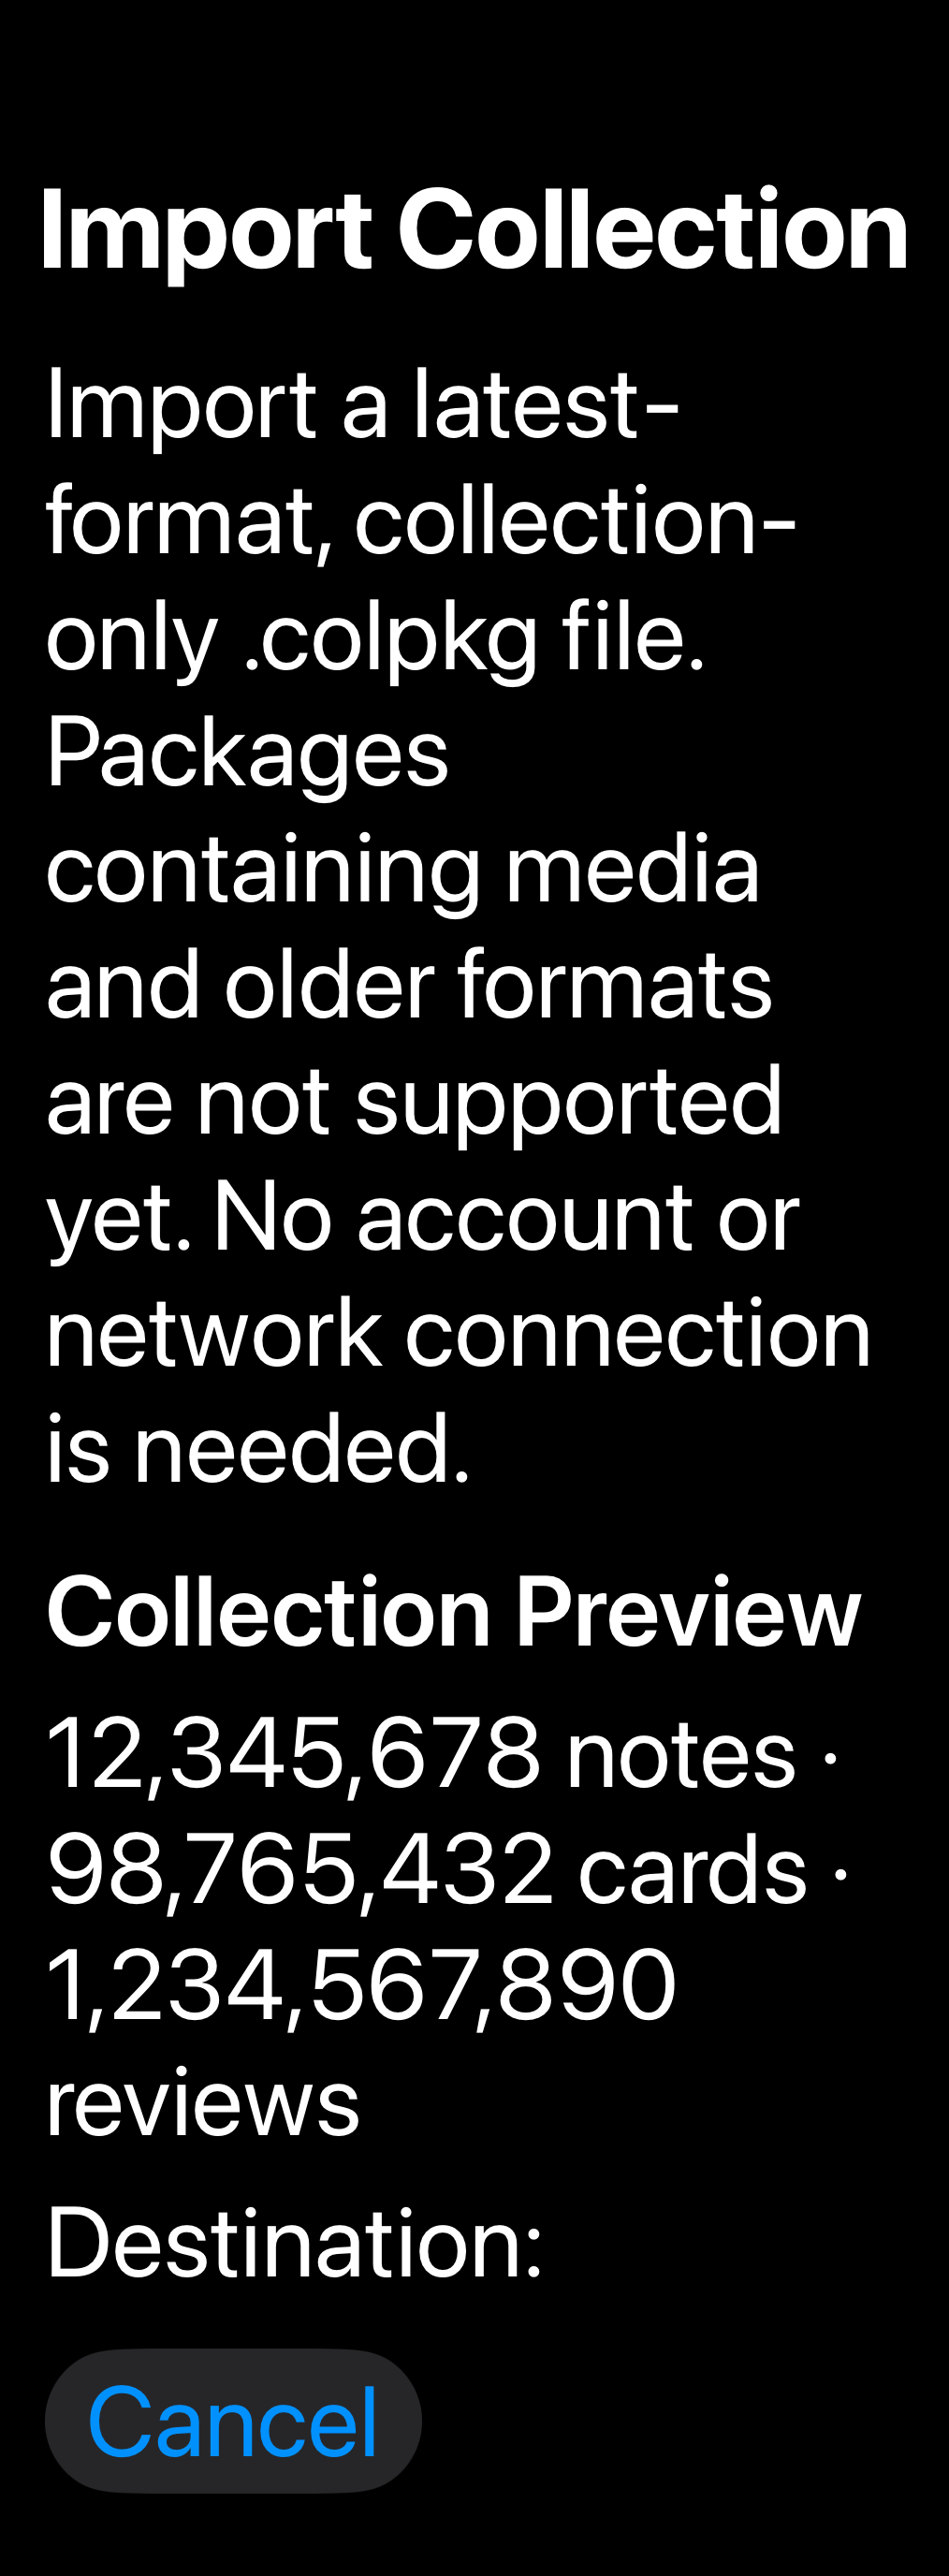 Import Collection
Import a latest-
format, collection-
only .colpkg file.
Packages
containing media
and older formats
are not supported
yet. No account or
network connection
is needed.
Collection Preview
12,345,678 notes ·
98,765,432 cards ·
1,234,567,890
reviews
Destination:
Cancel